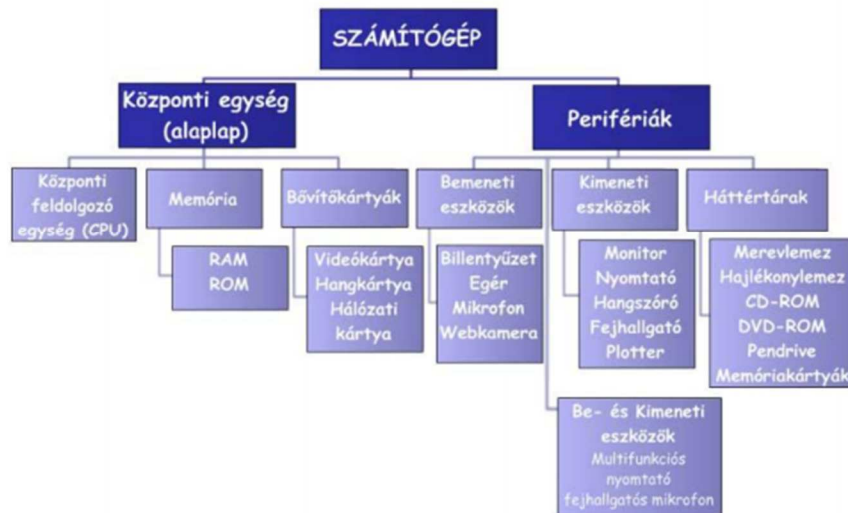 SZÁMÍTÓGÉP
Központi egység
(alaplap)
Perifériák
Központi
feldolgozó
egység (CPU)
Memória
Bővítőkártyák
Bemeneti
eszközök
Kimeneti
eszközök
Háttértárak
RAM
ROM
Videókártya
Hangkártya
Hálózati
kártya
Billentyűzet
Egér
Mikrofon
Webkamera
Monitor
Nyomtató
Hangszóró
Fejhallgató
Plotter
Merevlemez
Hajlékonylemez
CD-ROM
DVD-ROM
Pendrive
Memóriakártyák
Be- és Kimeneti
eszközök
Multifunkciós
nyomtató
fejhallgatós mikrofon